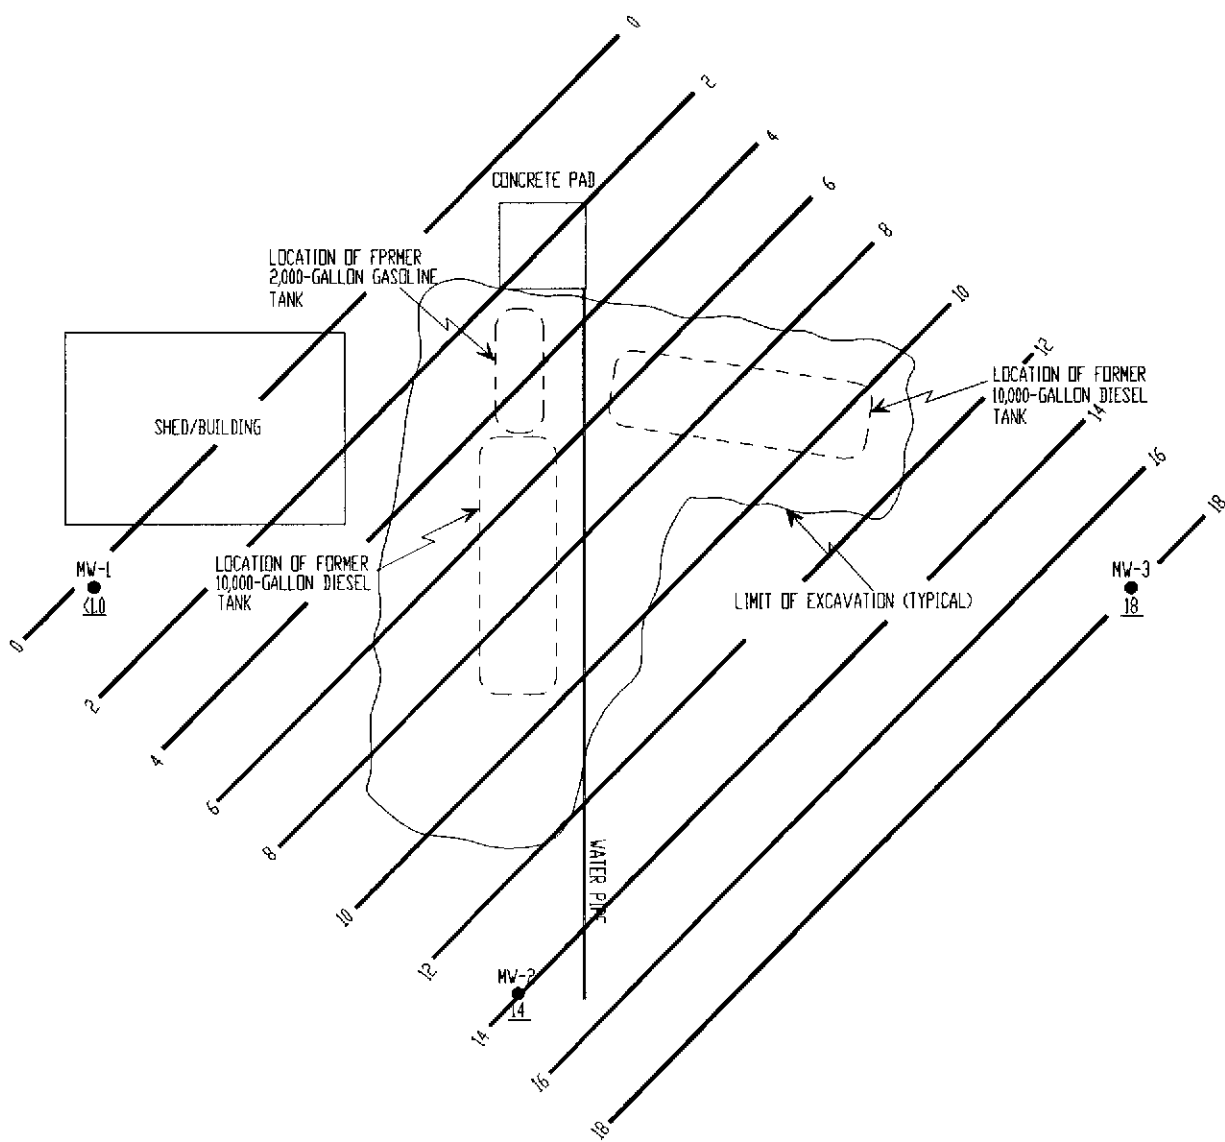 0
2
4
6
8
10
12
14
16
18
CONCRETE PAD
LOCATION OF FPRMER
2,000-GALLON GASOLINE
TANK
LOCATION OF FORMER
10,000-GALLON DIESEL
TANK
SHED/BUILDING
MW-1
<1.0
LOCATION OF FORMER
10,000-GALLON DIESEL
TANK
LIMIT OF EXCAVATION (TYPICAL)
MW-3
18
WATER PIPE
MW-2
14
0
2
4
6
8
10
12
14
16
18